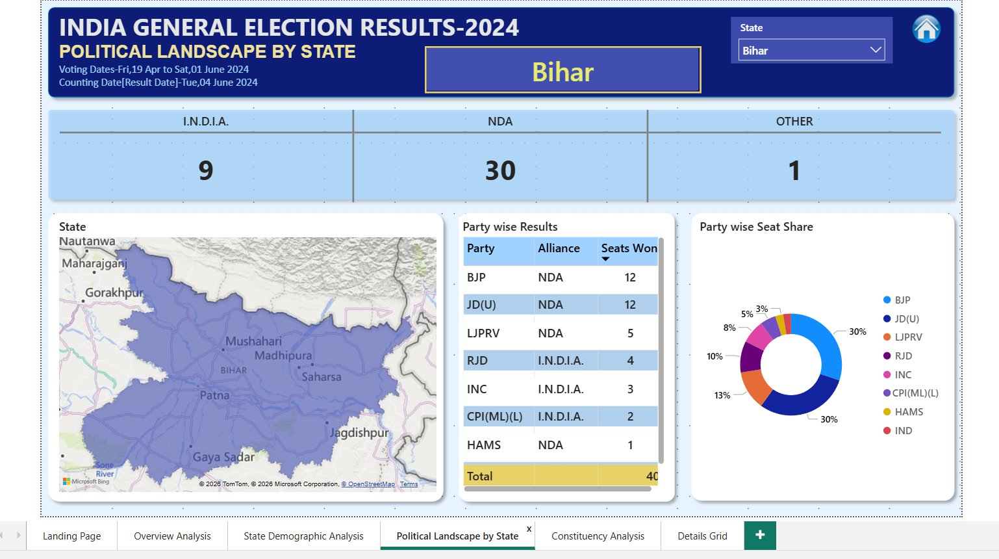 INDIA GENERAL ELECTION RESULTS-2024
POLITICAL LANDSCAPE BY STATE
Voting Dates-Fri,19 Apr to Sat,01 June 2024
Counting Date[Result Date]-Tue,04 June 2024
Bihar
State
Bihar
I.N.D.I.A. NDA OTHER
9 30 1
State
Nautanwa
Maharajganj
Gorakhpur
Mushahari
Madhipura
BIHAR
Saharsa
Patna
Jagdishpur
Gaya Sadar
Sone
River
Microsoft Bing
© 2026 TomTom, © 2026 Microsoft Corporation, © OpenStreetMap Terms
Party wise Results
Party Alliance Seats Won
BJP NDA 12
JD(U) NDA 12
LJPRV NDA 5
RJD I.N.D.I.A. 4
INC I.N.D.I.A. 3
CPI(ML)(L) I.N.D.I.A. 2
HAMS NDA 1
Total 40
Party wise Seat Share
30%
30%
13%
10%
8%
5%
3%
BJP
JD(U)
LJPRV
RJD
INC
CPI(ML)(L)
HAMS
IND
Landing Page Overview Analysis State Demographic Analysis Political Landscape by State x Constituency Analysis Details Grid +